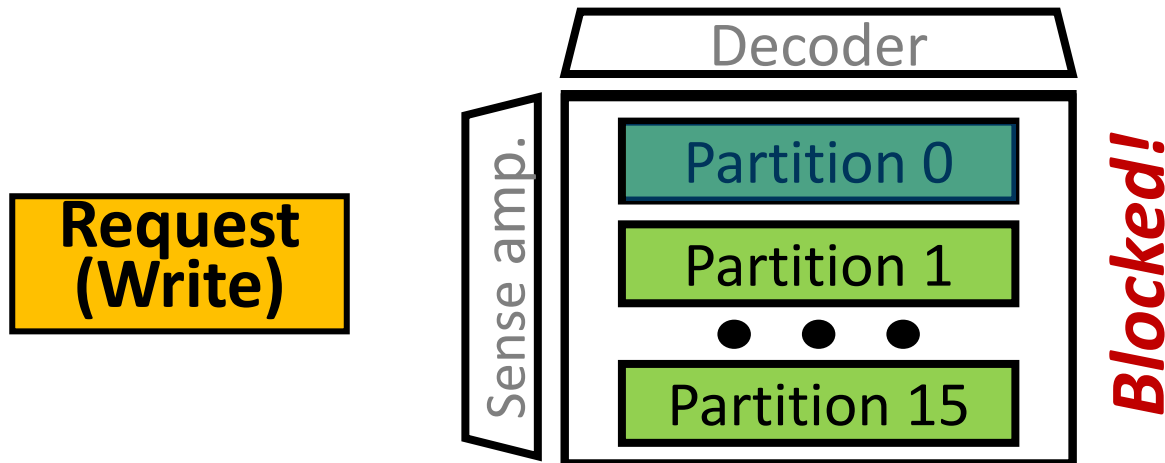 Decoder
Request
(Write)
Sense amp.
Partition 0
Partition 1
Partition 15
Blocked!